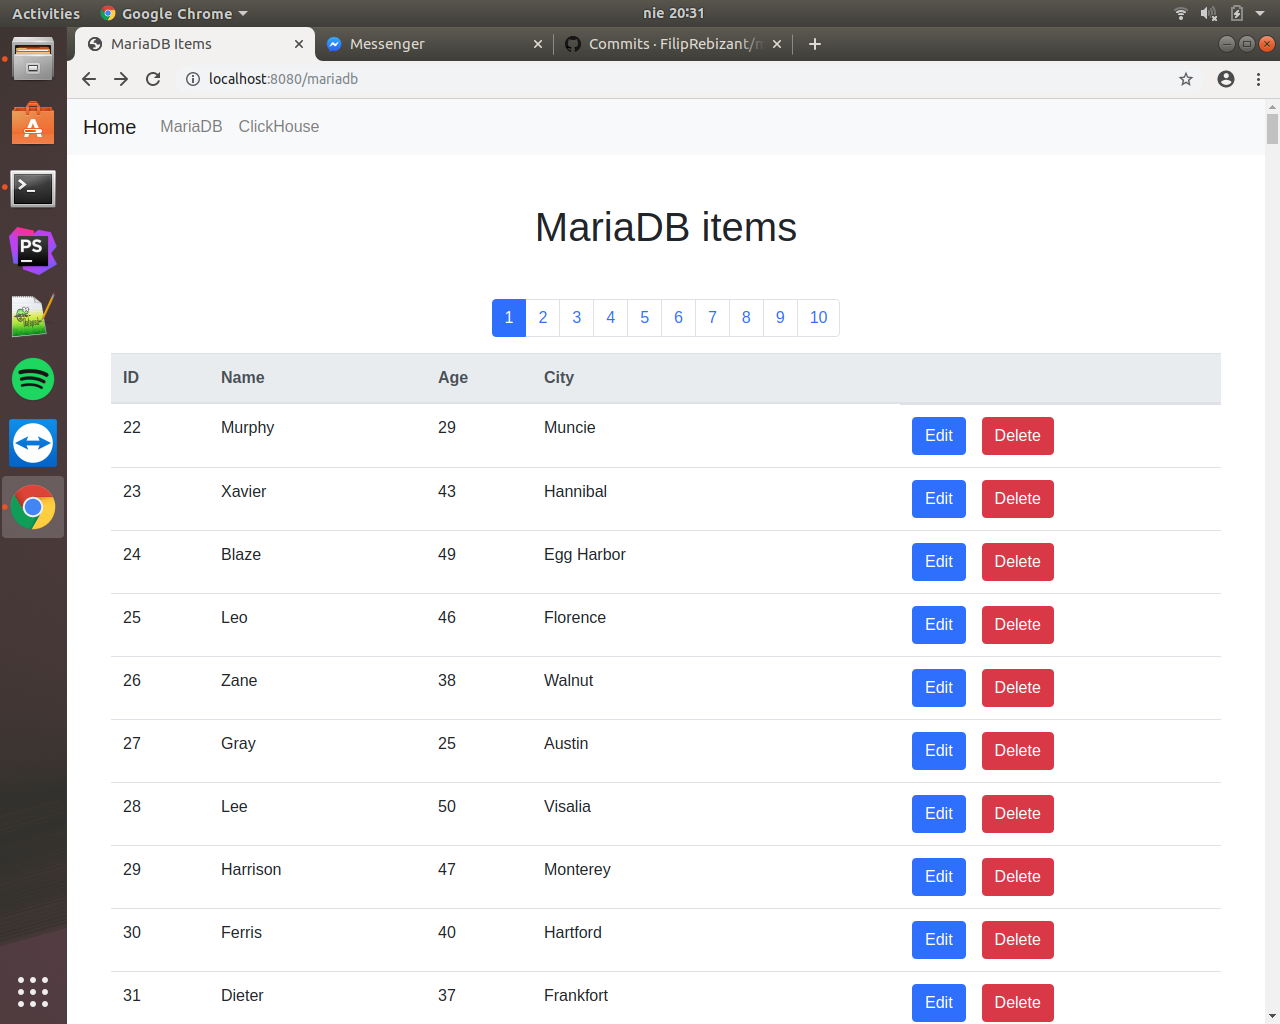 Activities Google Chrome nie 20:31
MariaDB Items Messenger Commits · FilipRebizant/
localhost:8080/mariadb
Home MariaDB ClickHouse
MariaDB items
1 2 3 4 5 6 7 8 9 10
ID Name Age City
22 Murphy 29 Muncie Edit Delete
23 Xavier 43 Hannibal Edit Delete
24 Blaze 49 Egg Harbor Edit Delete
25 Leo 46 Florence Edit Delete
26 Zane 38 Walnut Edit Delete
27 Gray 25 Austin Edit Delete
28 Lee 50 Visalia Edit Delete
29 Harrison 47 Monterey Edit Delete
30 Ferris 40 Hartford Edit Delete
31 Dieter 37 Frankfort Edit Delete
PS